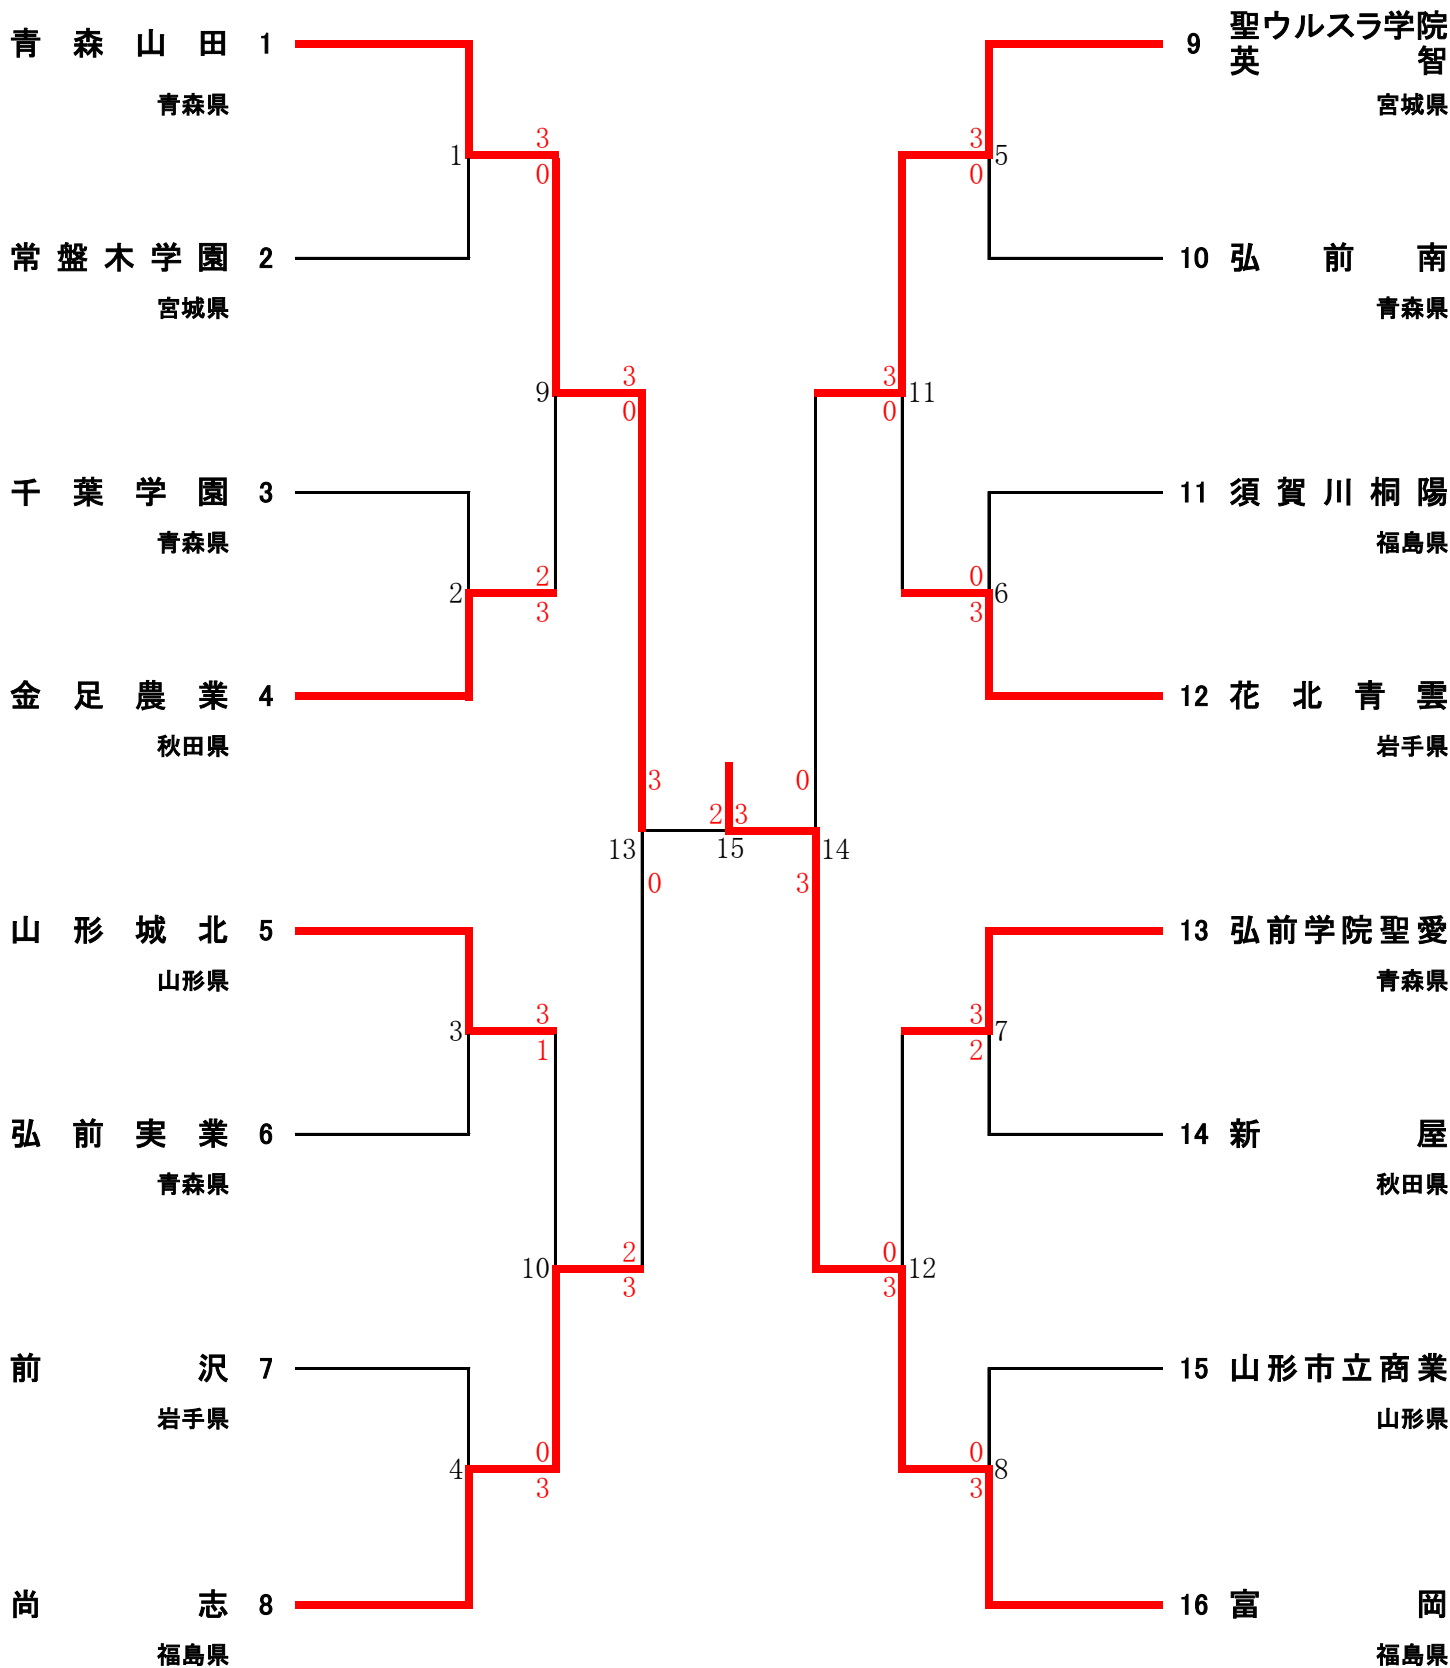 青森山田 1
青森県
3
1
0
常盤木学園 2
宮城県
3
9
0
千葉学園 3
青森県
2
2
3
金足農業 4
秋田県
3
2 3
13
15
0
山形城北 5
山形県
3
3
1
弘前実業 6
青森県
2
10
3
前沢 7
岩手県
0
4
3
尚志 8
福島県
9 聖ウルスラ学院
英智
宮城県
3
5
0
10 弘前南
青森県
3
11
0
11 須賀川桐陽
福島県
0
6
3
12 花北青雲
岩手県
0
14
3
13 弘前学院聖愛
青森県
3
7
2
14 新屋
秋田県
0
12
3
15 山形市立商業
山形県
0
8
3
16 富岡
福島県